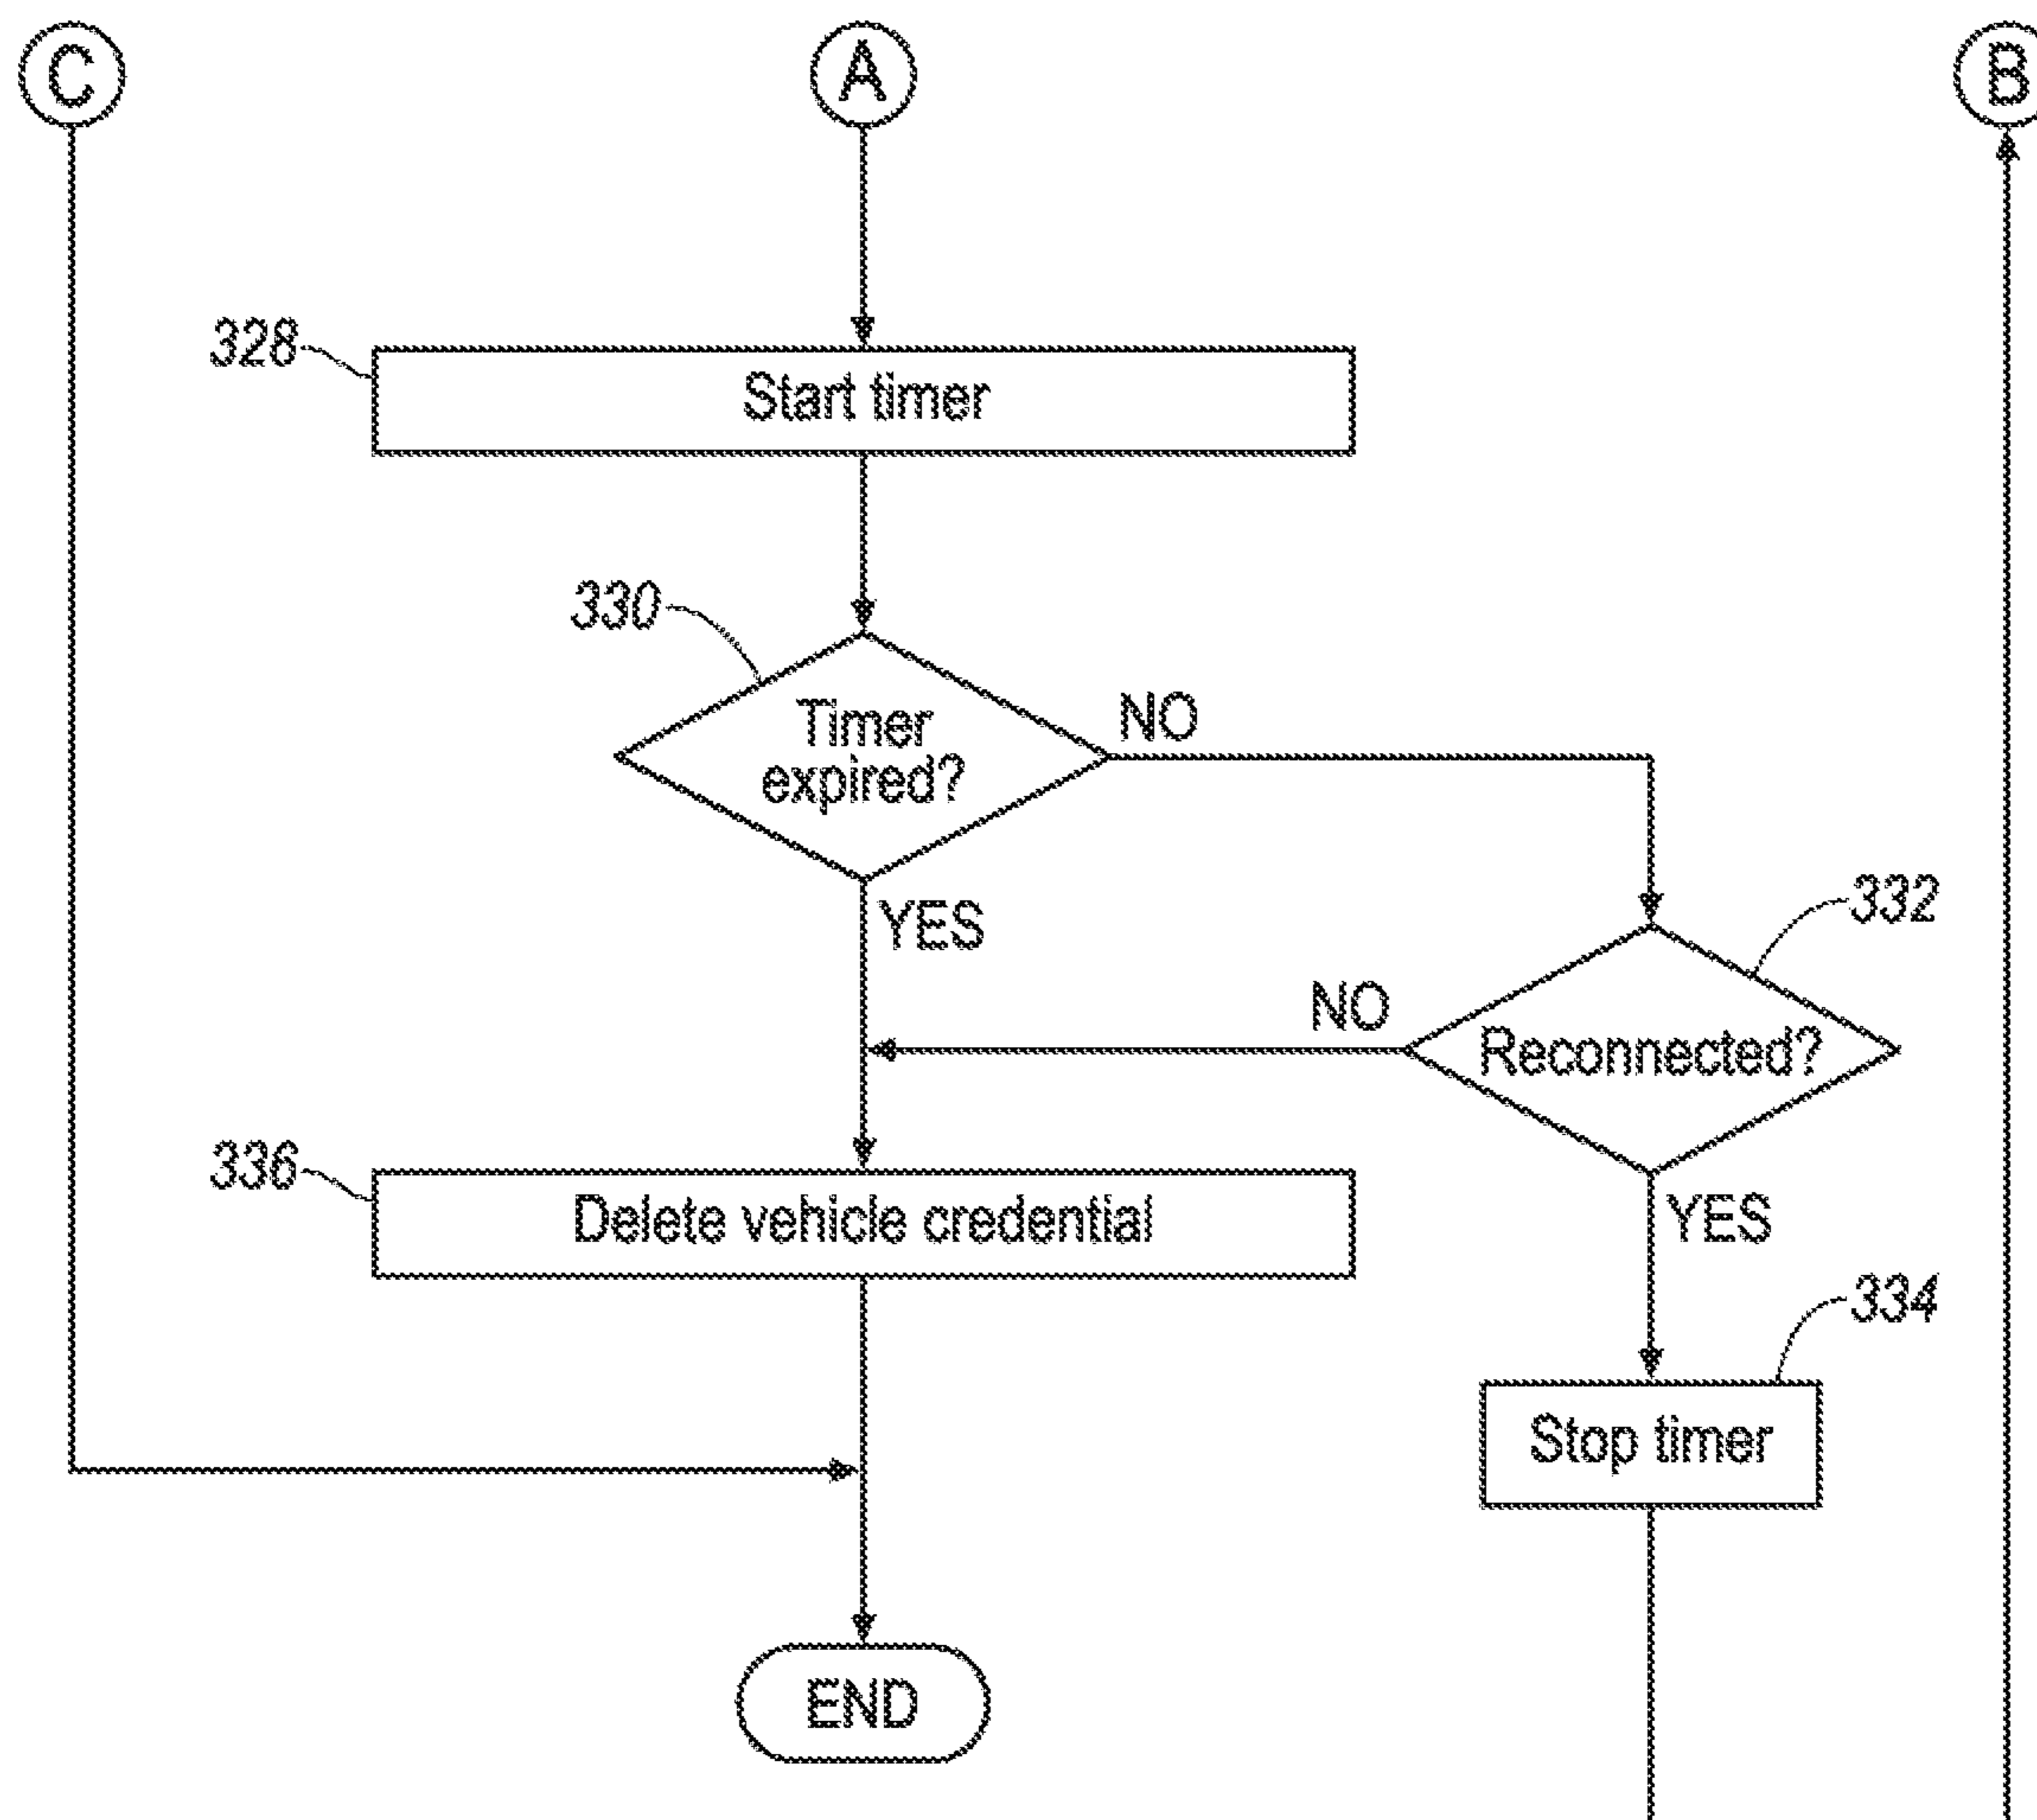 C
A
B
328
Start timer
330
Timer
expired?
NO
YES
332
NO
Reconnected?
336
Delete vehicle credential
YES
334
Stop timer
END